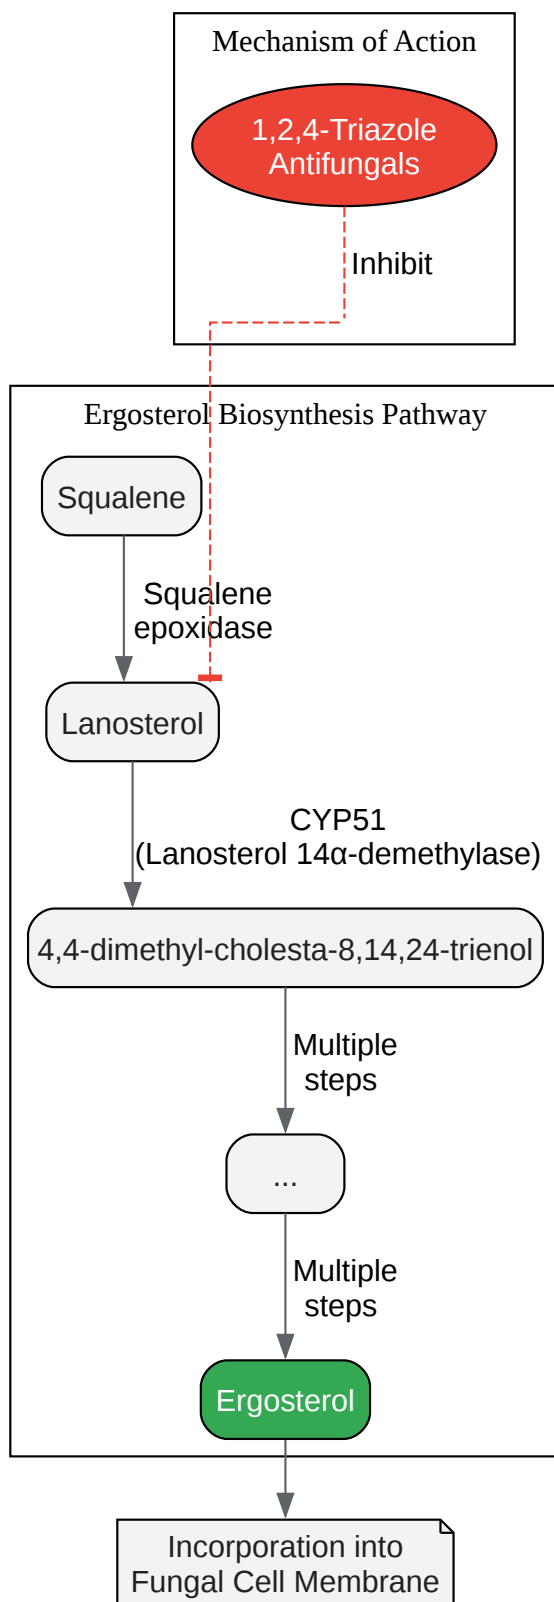 Mechanism of Action
1,2,4-Triazole
Antifungals
Inhibit
Ergosterol Biosynthesis Pathway
Squalene
Squalene
epoxidase
Lanosterol
CYP51
(Lanosterol 14α-demethylase)
4,4-dimethyl-cholesta-8,14,24-trienol
Multiple
steps
...
Multiple
steps
Ergosterol
Incorporation into
Fungal Cell Membrane